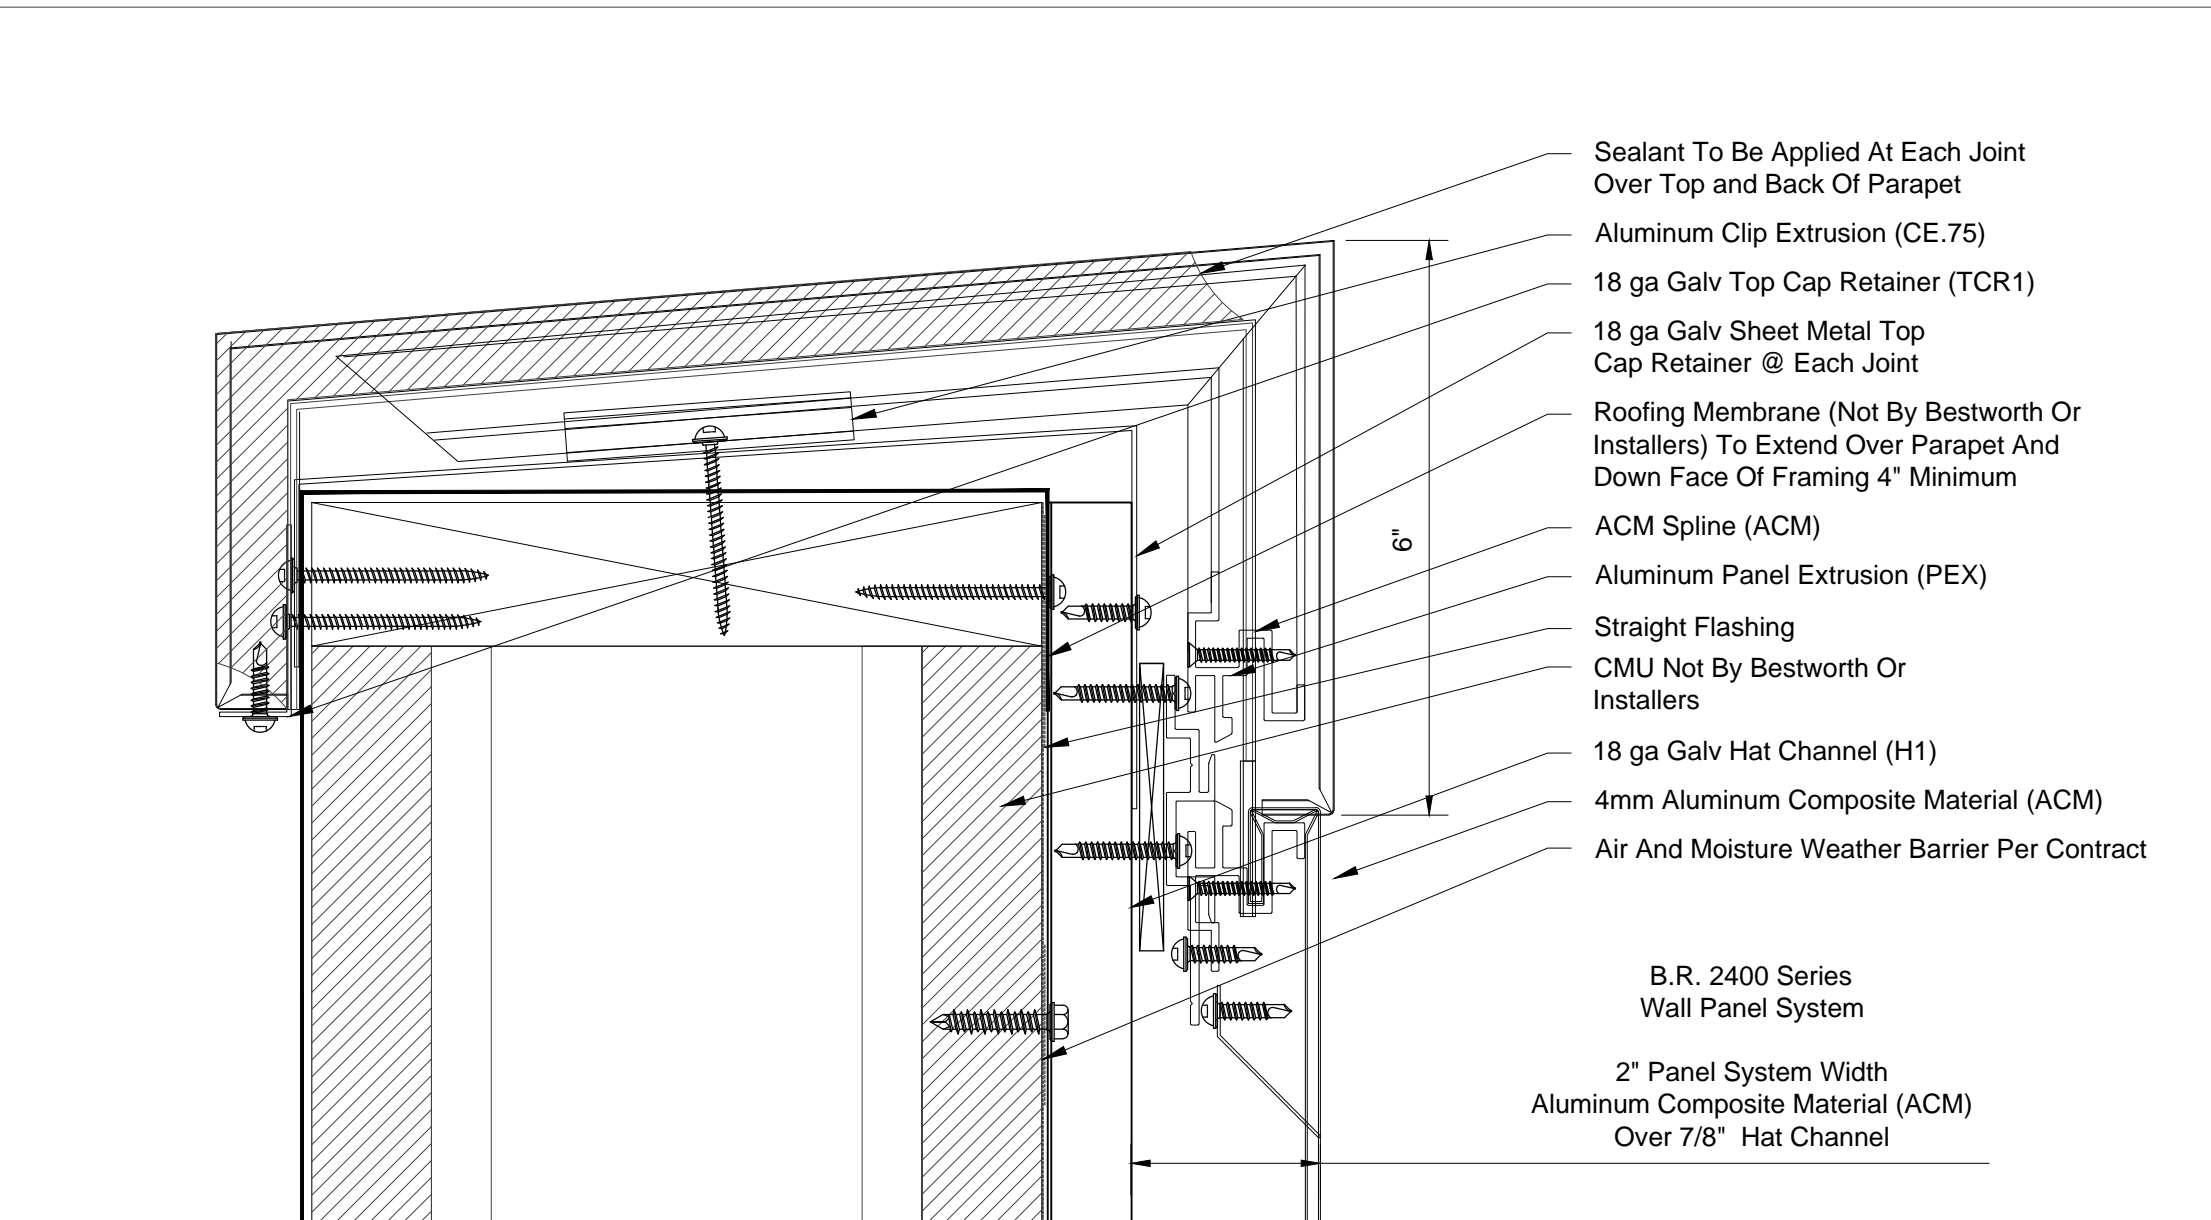 Sealant To Be Applied At Each Joint
Over Top and Back Of Parapet
Aluminum Clip Extrusion (CE.75)
18 ga Galv Top Cap Retainer (TCR1)
18 ga Galv Sheet Metal Top
Cap Retainer @ Each Joint
Roofing Membrane (Not By Bestworth Or
Installers) To Extend Over Parapet And
Down Face Of Framing 4" Minimum
6"
ACM Spline (ACM)
Aluminum Panel Extrusion (PEX)
Straight Flashing
CMU Not By Bestworth Or
Installers
18 ga Galv Hat Channel (H1)
4mm Aluminum Composite Material (ACM)
Air And Moisture Weather Barrier Per Contract
B.R. 2400 Series
Wall Panel System
2" Panel System Width
Aluminum Composite Material (ACM)
Over 7/8" Hat Channel